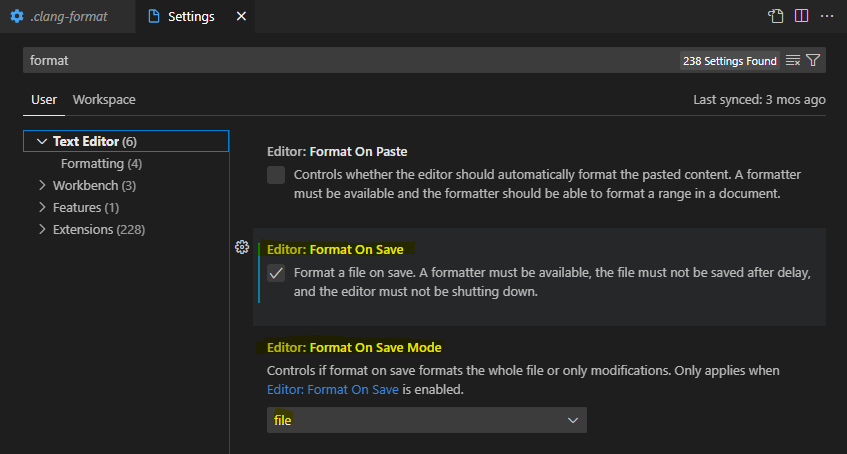 .clang-format
Settings
format
238 Settings Found
User
Workspace
Last synced: 3 mos ago
Text Editor (6)
Formatting (4)
Workbench (3)
Features (1)
Extensions (228)
Editor: Format On Paste
Controls whether the editor should automatically format the pasted content. A formatter
must be available and the formatter should be able to format a range in a document.
Editor: Format On Save
Format a file on save. A formatter must be available, the file must not be saved after delay,
and the editor must not be shutting down.
Editor: Format On Save Mode
Controls if format on save formats the whole file or only modifications. Only applies when
Editor: Format On Save is enabled.
file